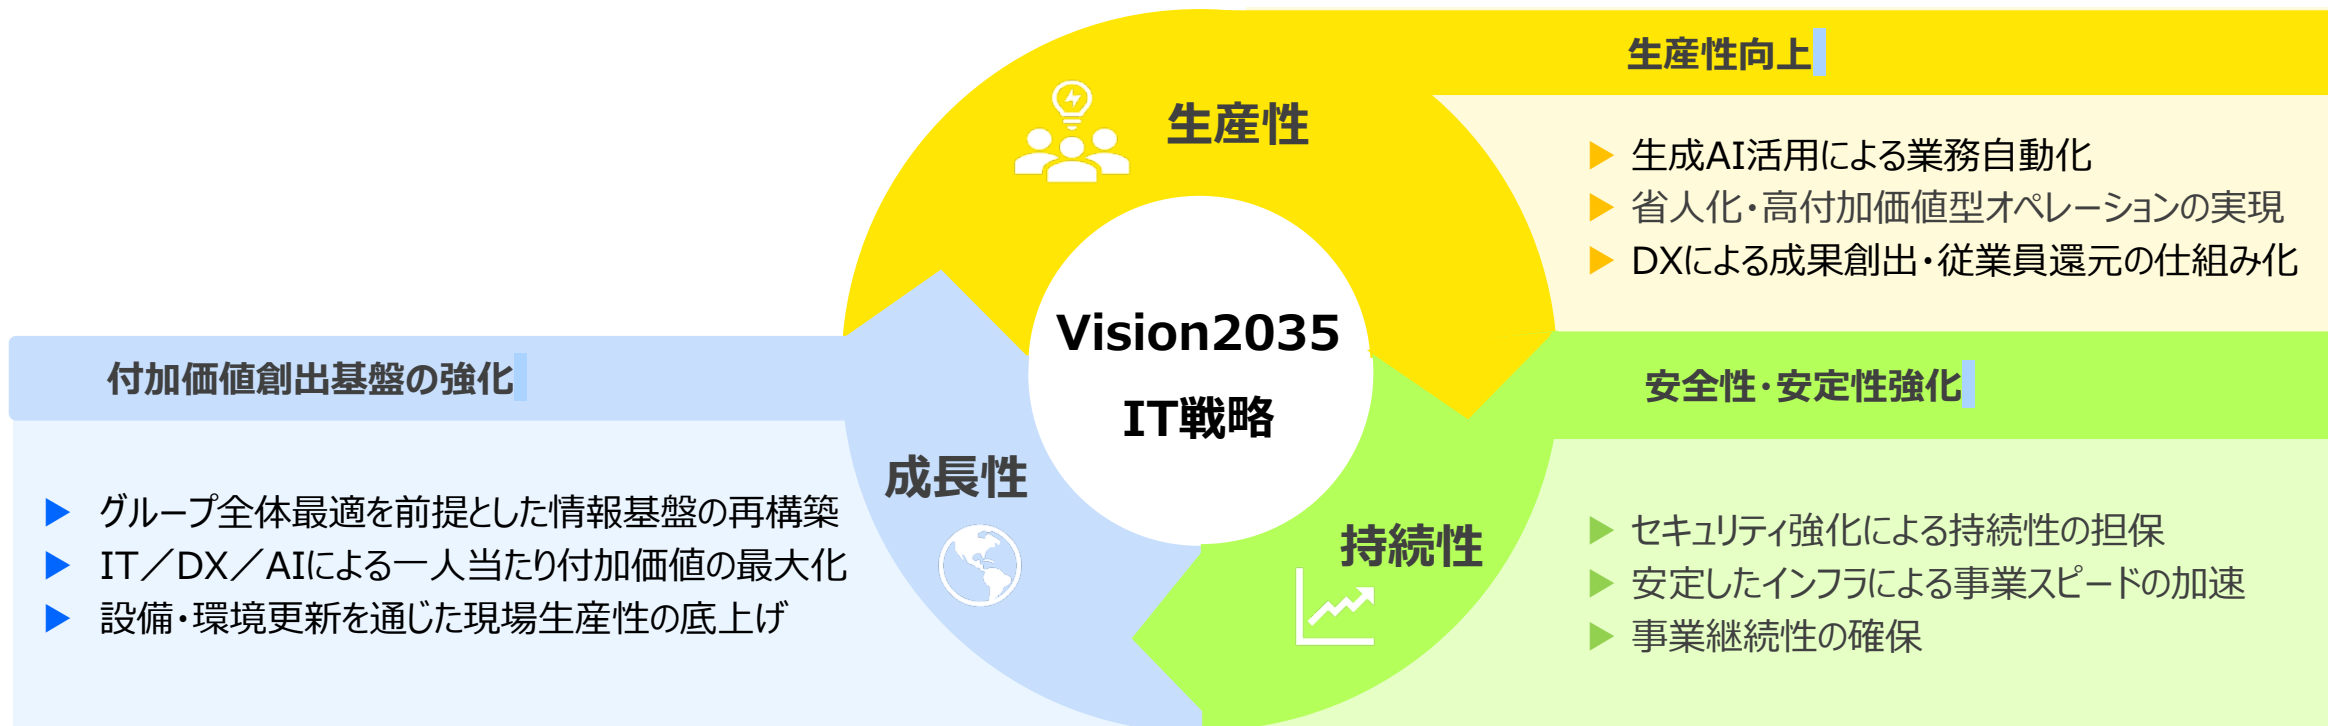 生産性向上
生産性
生成AI活用による業務自動化
省人化・高付加価値型オペレーションの実現
DXによる成果創出・従業員還元の仕組み化
Vision2035
IT戦略
付加価値創出基盤の強化
成長性
グループ全体最適を前提とした情報基盤の再構築
IT／DX／AIによる一人当たり付加価値の最大化
設備・環境更新を通じた現場生産性の底上げ
安全性・安定性強化
持続性
セキュリティ強化による持続性の担保
安定したインフラによる事業スピードの加速
事業継続性の確保